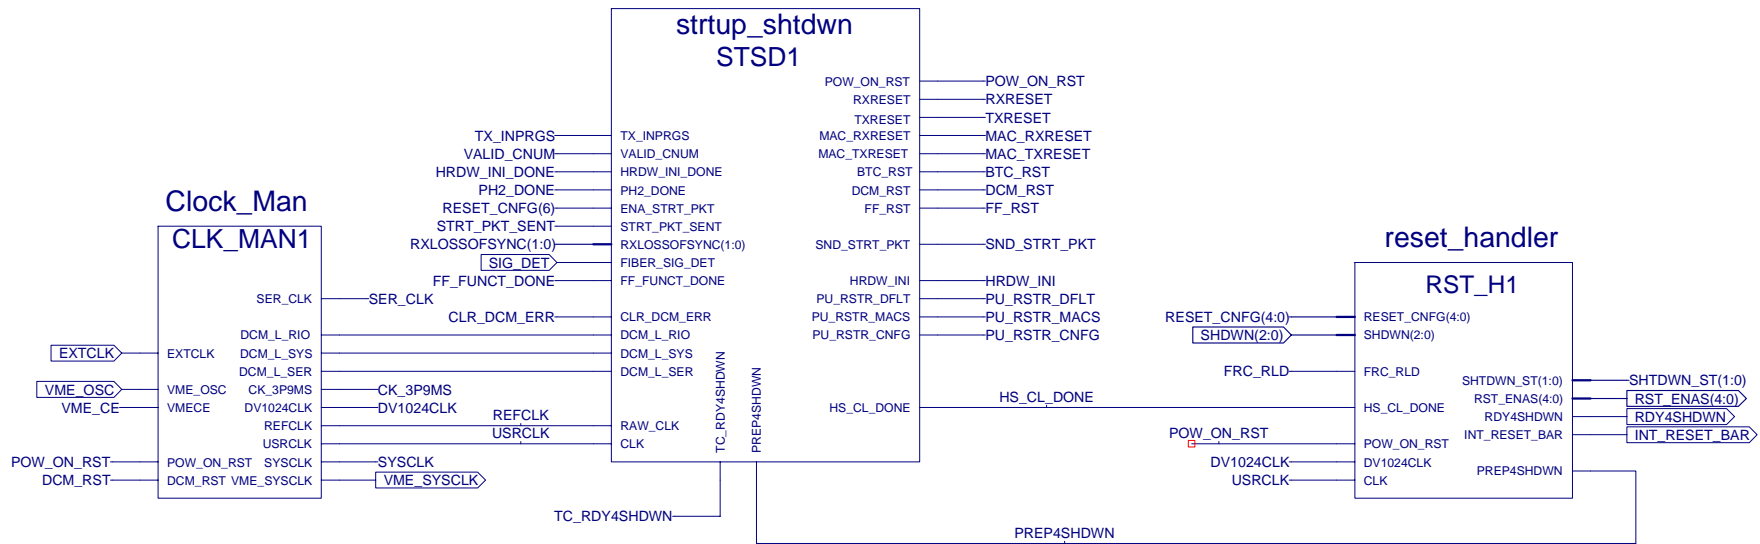 Clock_Man
CLK_MAN1
EXTCLK
VME_OSC
VME_CE
POW_ON_RST
DCM_RST
EXTCLK
VME_OSC
VMECE
POW_ON_RST
DCM_RST
SER_CLK
DCM_L_RIO
DCM_L_SYS
DCM_L_SER
CK_3P9MS
DV1024CLK
REFCLK
USRCLK
SYSCLK
VME_SYSCLK
SER_CLK
CK_3P9MS
DV1024CLK
REFCLK
USRCLK
SYSCLK
VME_SYSCLK
strtup_shtdwn
STSD1
TX_INPRGS
VALID_CNUM
HRDW_INI_DONE
PH2_DONE
RESET_CNFG(6)
STRT_PKT_SENT
RXLOSSOFSYNC(1:0)
SIG_DET
FF_FUNCT_DONE
CLR_DCM_ERR
TX_INPRGS
VALID_CNUM
HRDW_INI_DONE
PH2_DONE
ENA_STRT_PKT
STRT_PKT_SENT
RXLOSSOFSYNC(1:0)
FIBER_SIG_DET
FF_FUNCT_DONE
CLR_DCM_ERR
DCM_L_RIO
DCM_L_SYS
DCM_L_SER
RAW_CLK
CLK
TC_RDY4SHDWN
PREP4SHDWN
POW_ON_RST
RXRESET
TXRESET
MAC_RXRESET
MAC_TXRESET
BTC_RST
DCM_RST
FF_RST
SND_STRT_PKT
HRDW_INI
PU_RSTR_DFLT
PU_RSTR_MACS
PU_RSTR_CNFG
HS_CL_DONE
POW_ON_RST
RXRESET
TXRESET
MAC_RXRESET
MAC_TXRESET
BTC_RST
DCM_RST
FF_RST
SND_STRT_PKT
HRDW_INI
PU_RSTR_DFLT
PU_RSTR_MACS
PU_RSTR_CNFG
HS_CL_DONE
TC_RDY4SHDWN
PREP4SHDWN
reset_handler
RST_H1
RESET_CNFG(4:0)
SHDWN(2:0)
FRC_RLD
POW_ON_RST
DV1024CLK
USRCLK
RESET_CNFG(4:0)
SHDWN(2:0)
FRC_RLD
HS_CL_DONE
POW_ON_RST
DV1024CLK
CLK
SHTDWN_ST(1:0)
RST_ENAS(4:0)
RDY4SHDWN
INT_RESET_BAR
PREP4SHDWN
SHTDWN_ST(1:0)
RST_ENAS(4:0)
RDY4SHDWN
INT_RESET_BAR